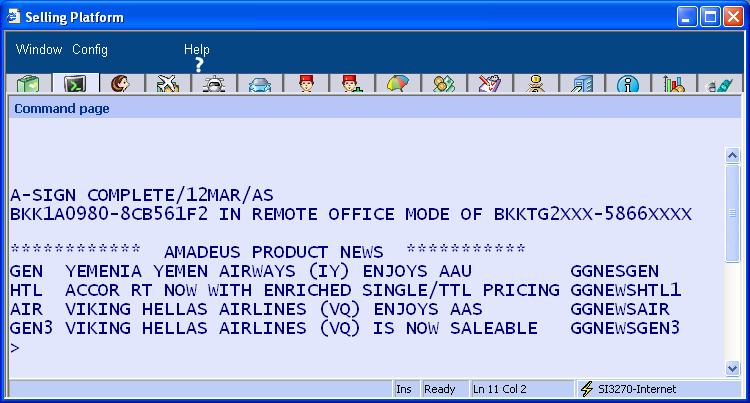 Selling Platform
Window Config Help
?
Command page
A-SIGN COMPLETE/12MAR/AS
BKK1A0980-8CB561F2 IN REMOTE OFFICE MODE OF BKKTG2XXX-5866XXXX
************ AMADEUS PRODUCT NEWS ***********
GEN YEMENIA YEMEN AIRWAYS (IY) ENJOYS AAU GGNESGEN
HTL ACCOR RT NOW WITH ENRICHED SINGLE/TTL PRICING GGNEWSHTL1
AIR VIKING HELLAS AIRLINES (VQ) ENJOYS AAS GGNEWSAIR
GEN3 VIKING HELLAS AIRLINES (VQ) IS NOW SALEABLE GGNEWSGEN3
>
Ins Ready Ln 11 Col 2 SI3270-Internet